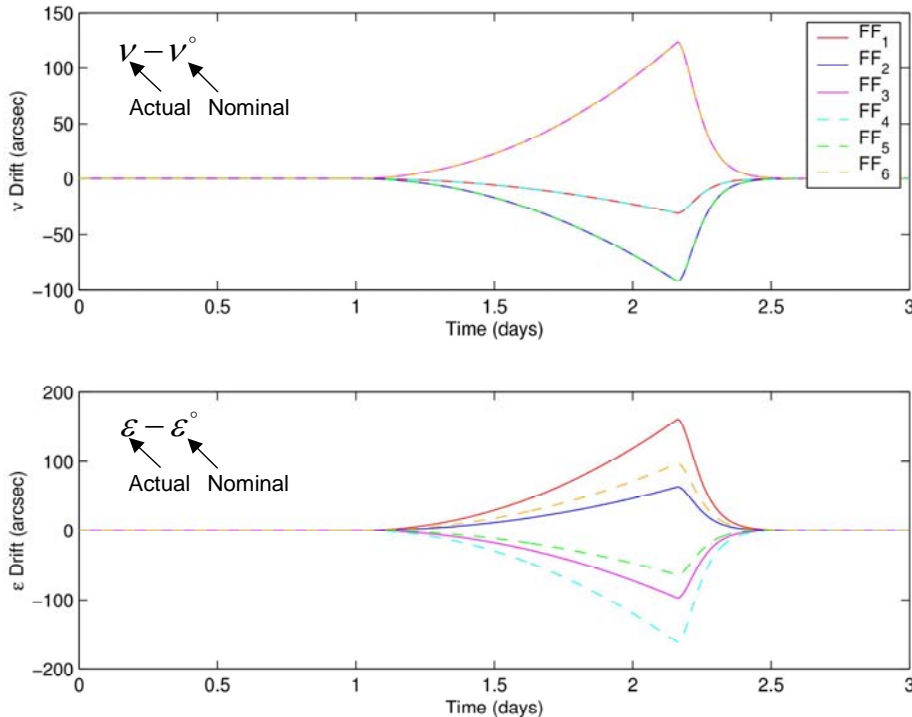 150
100
50
0
−50
−100
ν Drift (arcsec)
ν − ν°
Actual Nominal
FF1
FF2
FF3
FF4
FF5
FF6
0 0.5 1 1.5 2 2.5 3
Time (days)
200
100
0
−100
−200
ε Drift (arcsec)
ε − ε°
Actual Nominal
0 0.5 1 1.5 2 2.5 3
Time (days)